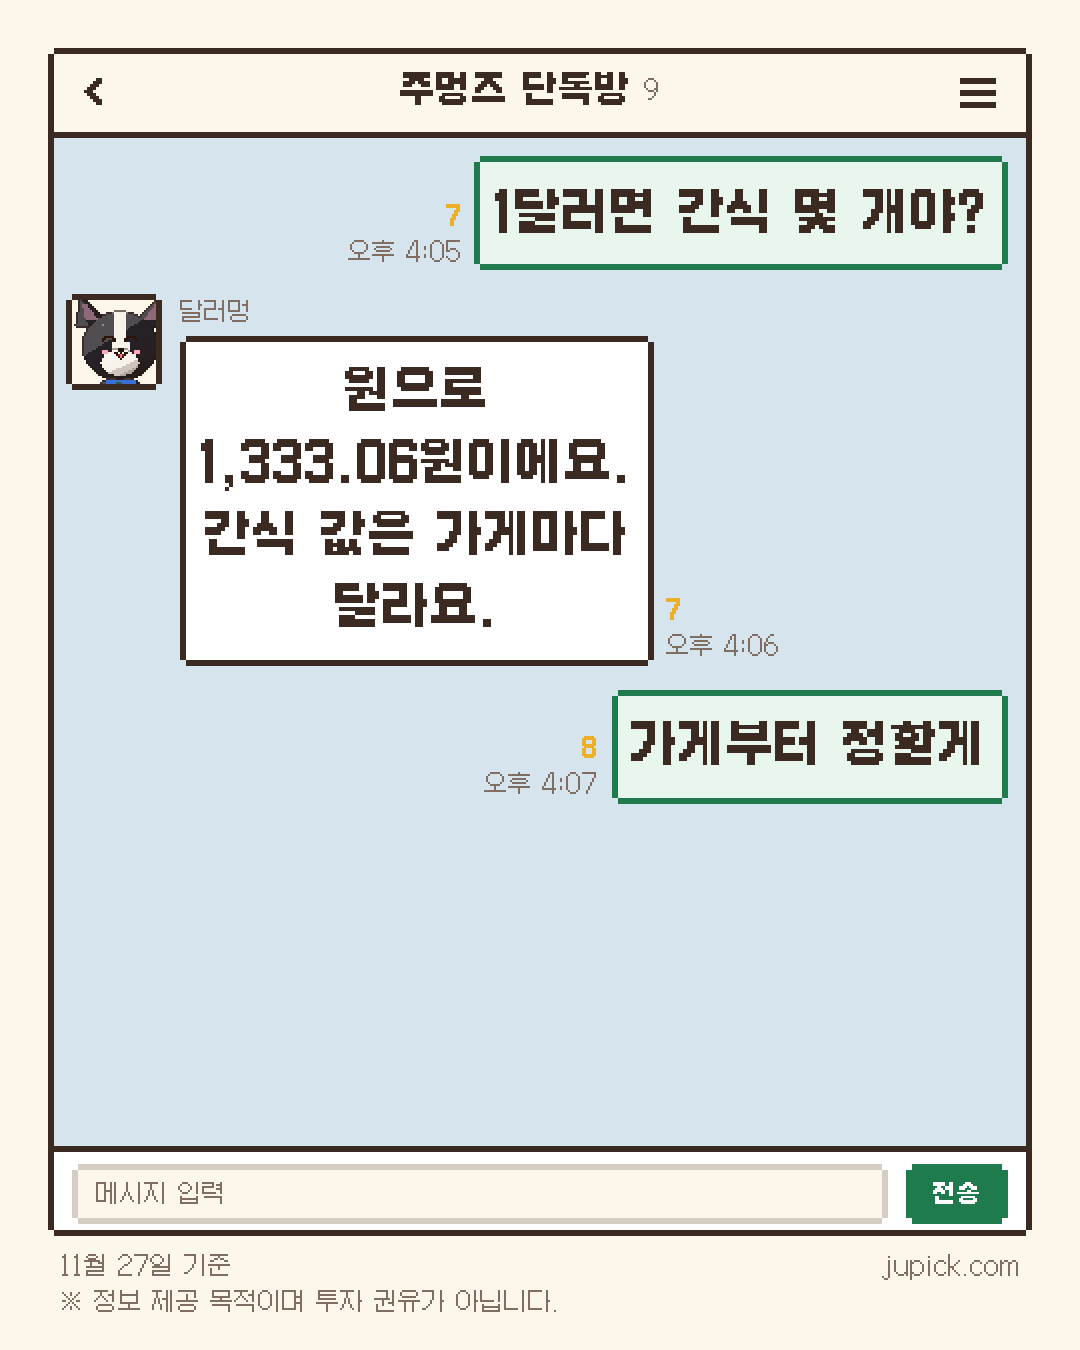 주멍즈 단독방 9
1달러면 간식 몇 개야?
7
오후 4:05
달러멍
원으로
1,333.06원이에요.
간식 값은 가게마다
달라요.
7
오후 4:06
가게부터 정할게
8
오후 4:07
메시지 입력
전송
11월 27일 기준
jupick.com
※ 정보 제공 목적이며 투자 권유가 아닙니다.